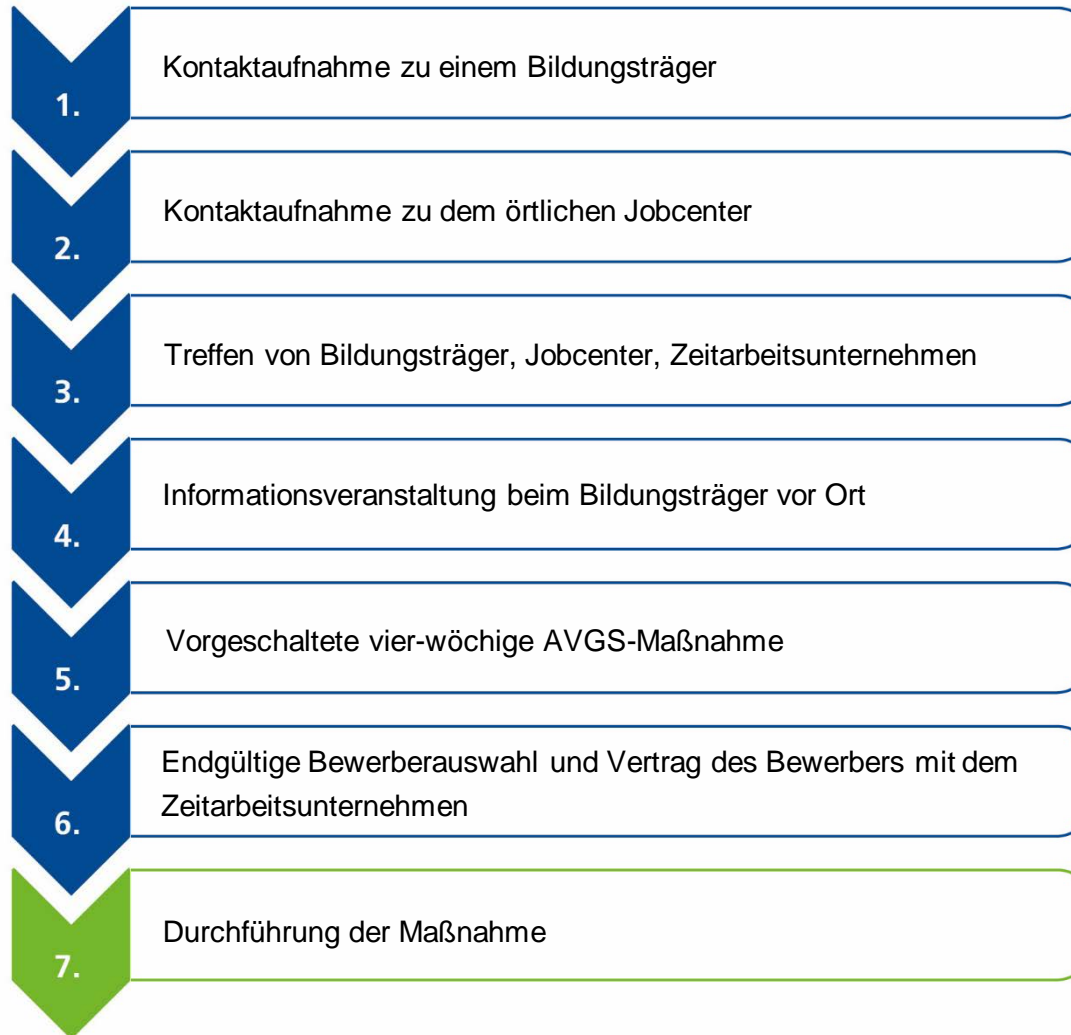 1. Kontaktaufnahme zu einem Bildungsträger
2. Kontaktaufnahme zu dem örtlichen Jobcenter
3. Treffen von Bildungsträger, Jobcenter, Zeitarbeitsunternehmen
4. Informationsveranstaltung beim Bildungsträger vor Ort
5. Vorgeschaltete vier-wöchige AVGS-Maßnahme
6. Endgültige Bewerberauswahl und Vertrag des Bewerbers mit dem
Zeitarbeitsunternehmen
7. Durchführung der Maßnahme